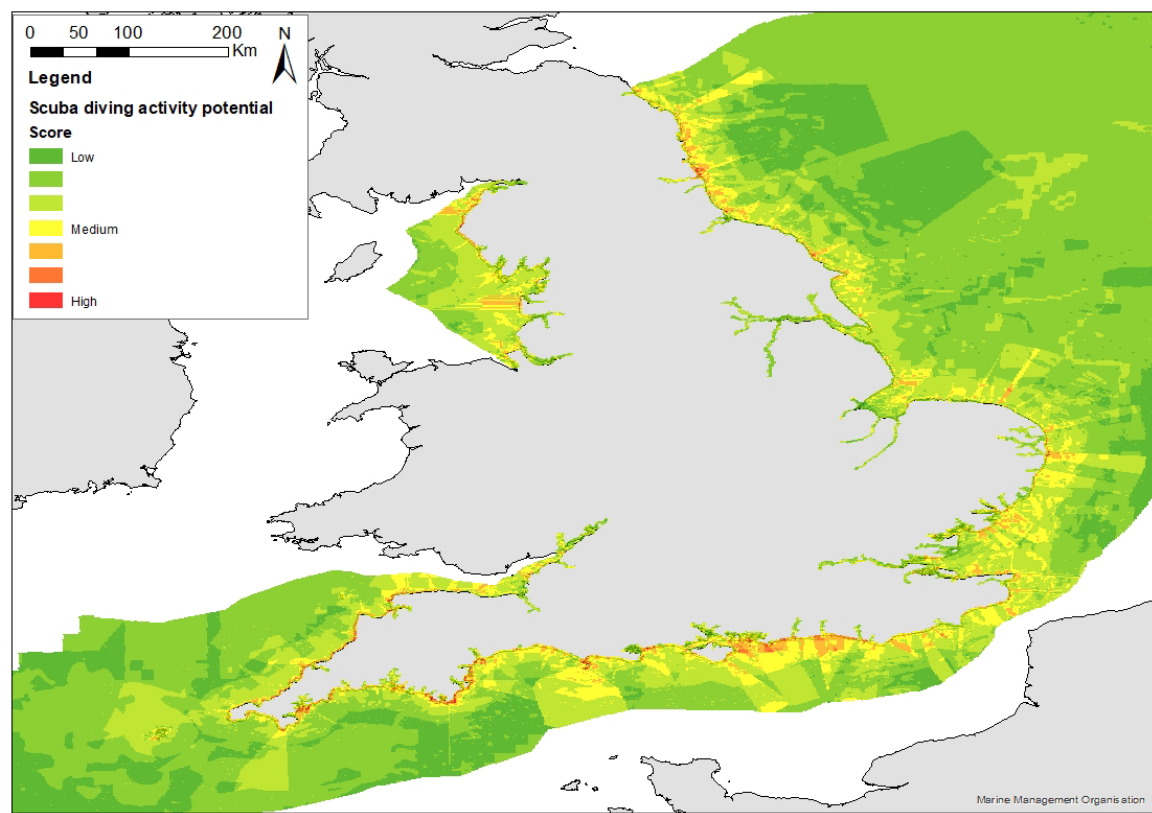 0 50 100 200
Km
N
Legend
Scuba diving activity potential
Score
Low
Medium
High
Marine Management Organisation